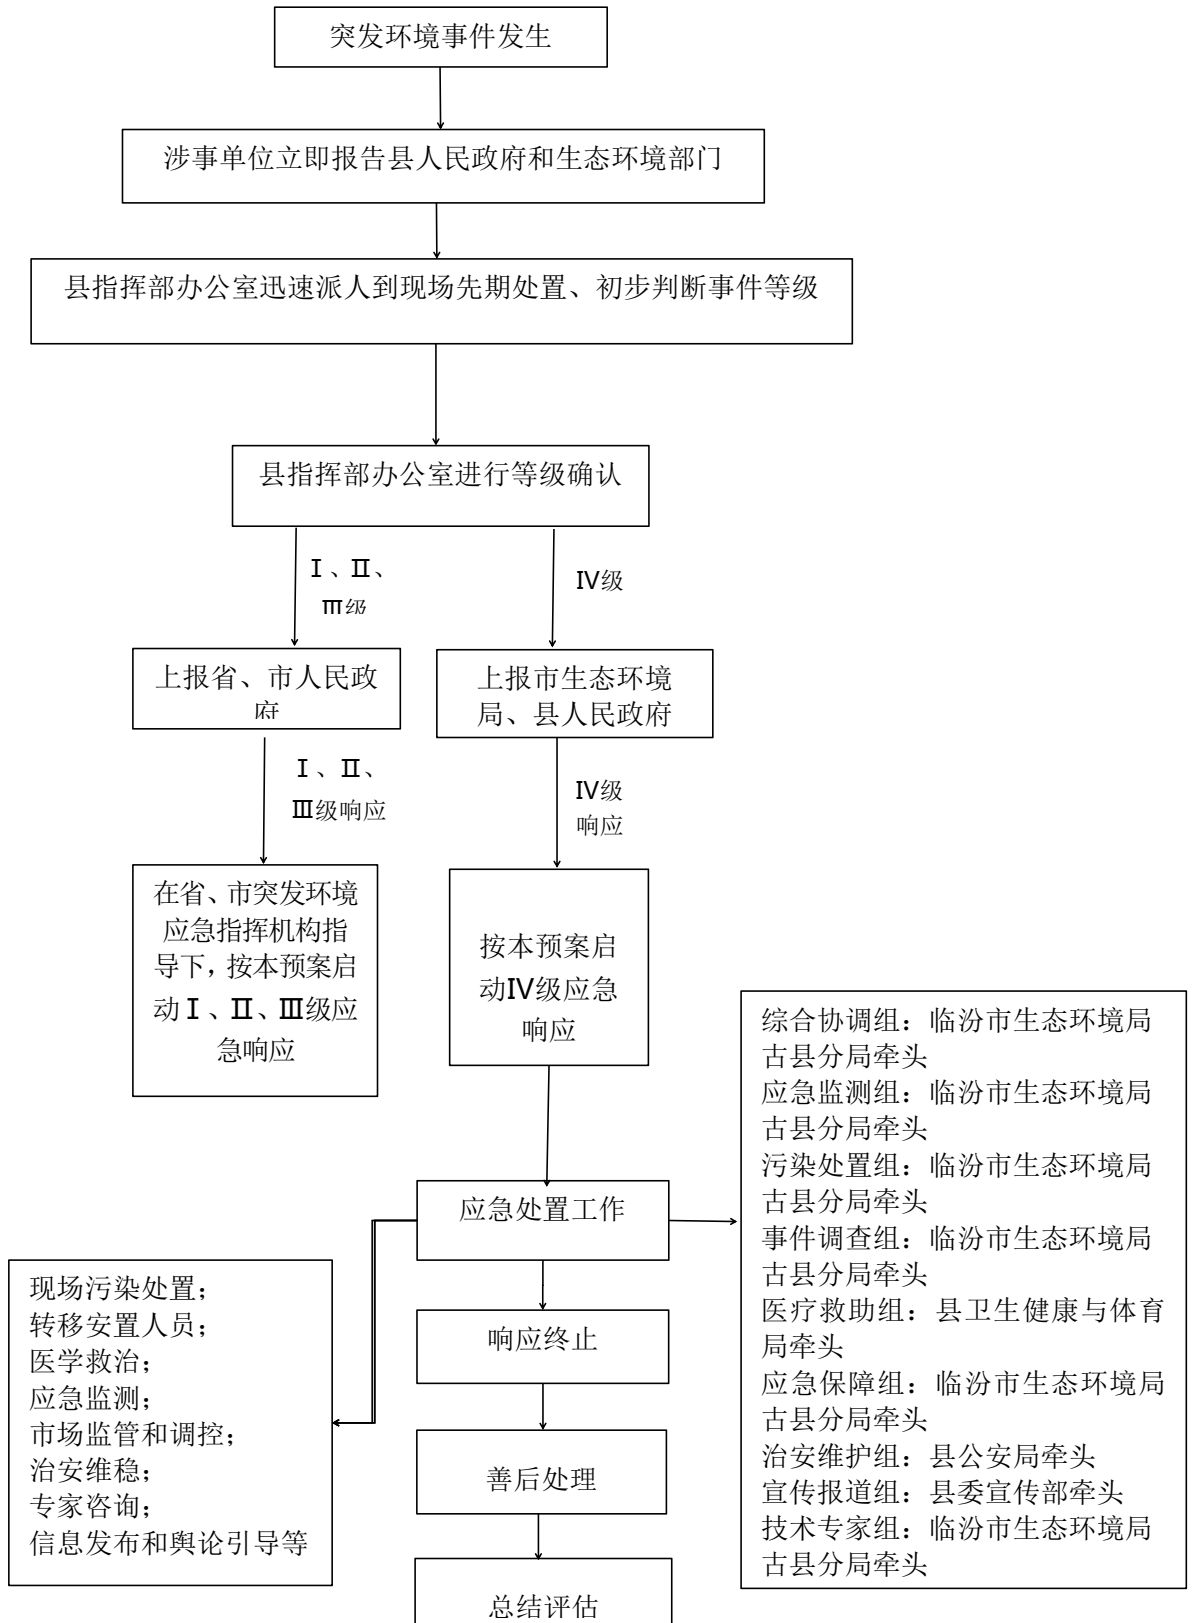 突发环境事件发生
涉事单位立即报告县人民政府和生态环境部门
县指挥部办公室迅速派人到现场先期处置、初步判断事件等级
县指挥部办公室进行等级确认
Ⅰ、Ⅱ、
Ⅲ级
Ⅳ级
上报省、市人民政
府
上报市生态环境
局、县人民政府
Ⅰ、Ⅱ、
Ⅲ级响应
Ⅳ级
响应
在省、市突发环境
应急指挥机构指
导下，按本预案启
动Ⅰ、Ⅱ、Ⅲ级应
急响应
按本预案启
动Ⅳ级应急
响应
应急处置工作
综合协调组：临汾市生态环境局
古县分局牵头
应急监测组：临汾市生态环境局
古县分局牵头
污染处置组：临汾市生态环境局
古县分局牵头
事件调查组：临汾市生态环境局
古县分局牵头
医疗救助组：县卫生健康与体育
局牵头
应急保障组：临汾市生态环境局
古县分局牵头
治安维护组：县公安局牵头
宣传报道组：县委宣传部牵头
技术专家组：临汾市生态环境局
古县分局牵头
现场污染处置；
转移安置人员；
医学救治；
应急监测；
市场监管和调控；
治安维稳；
专家咨询；
信息发布和舆论引导等
响应终止
善后处理
总结评估